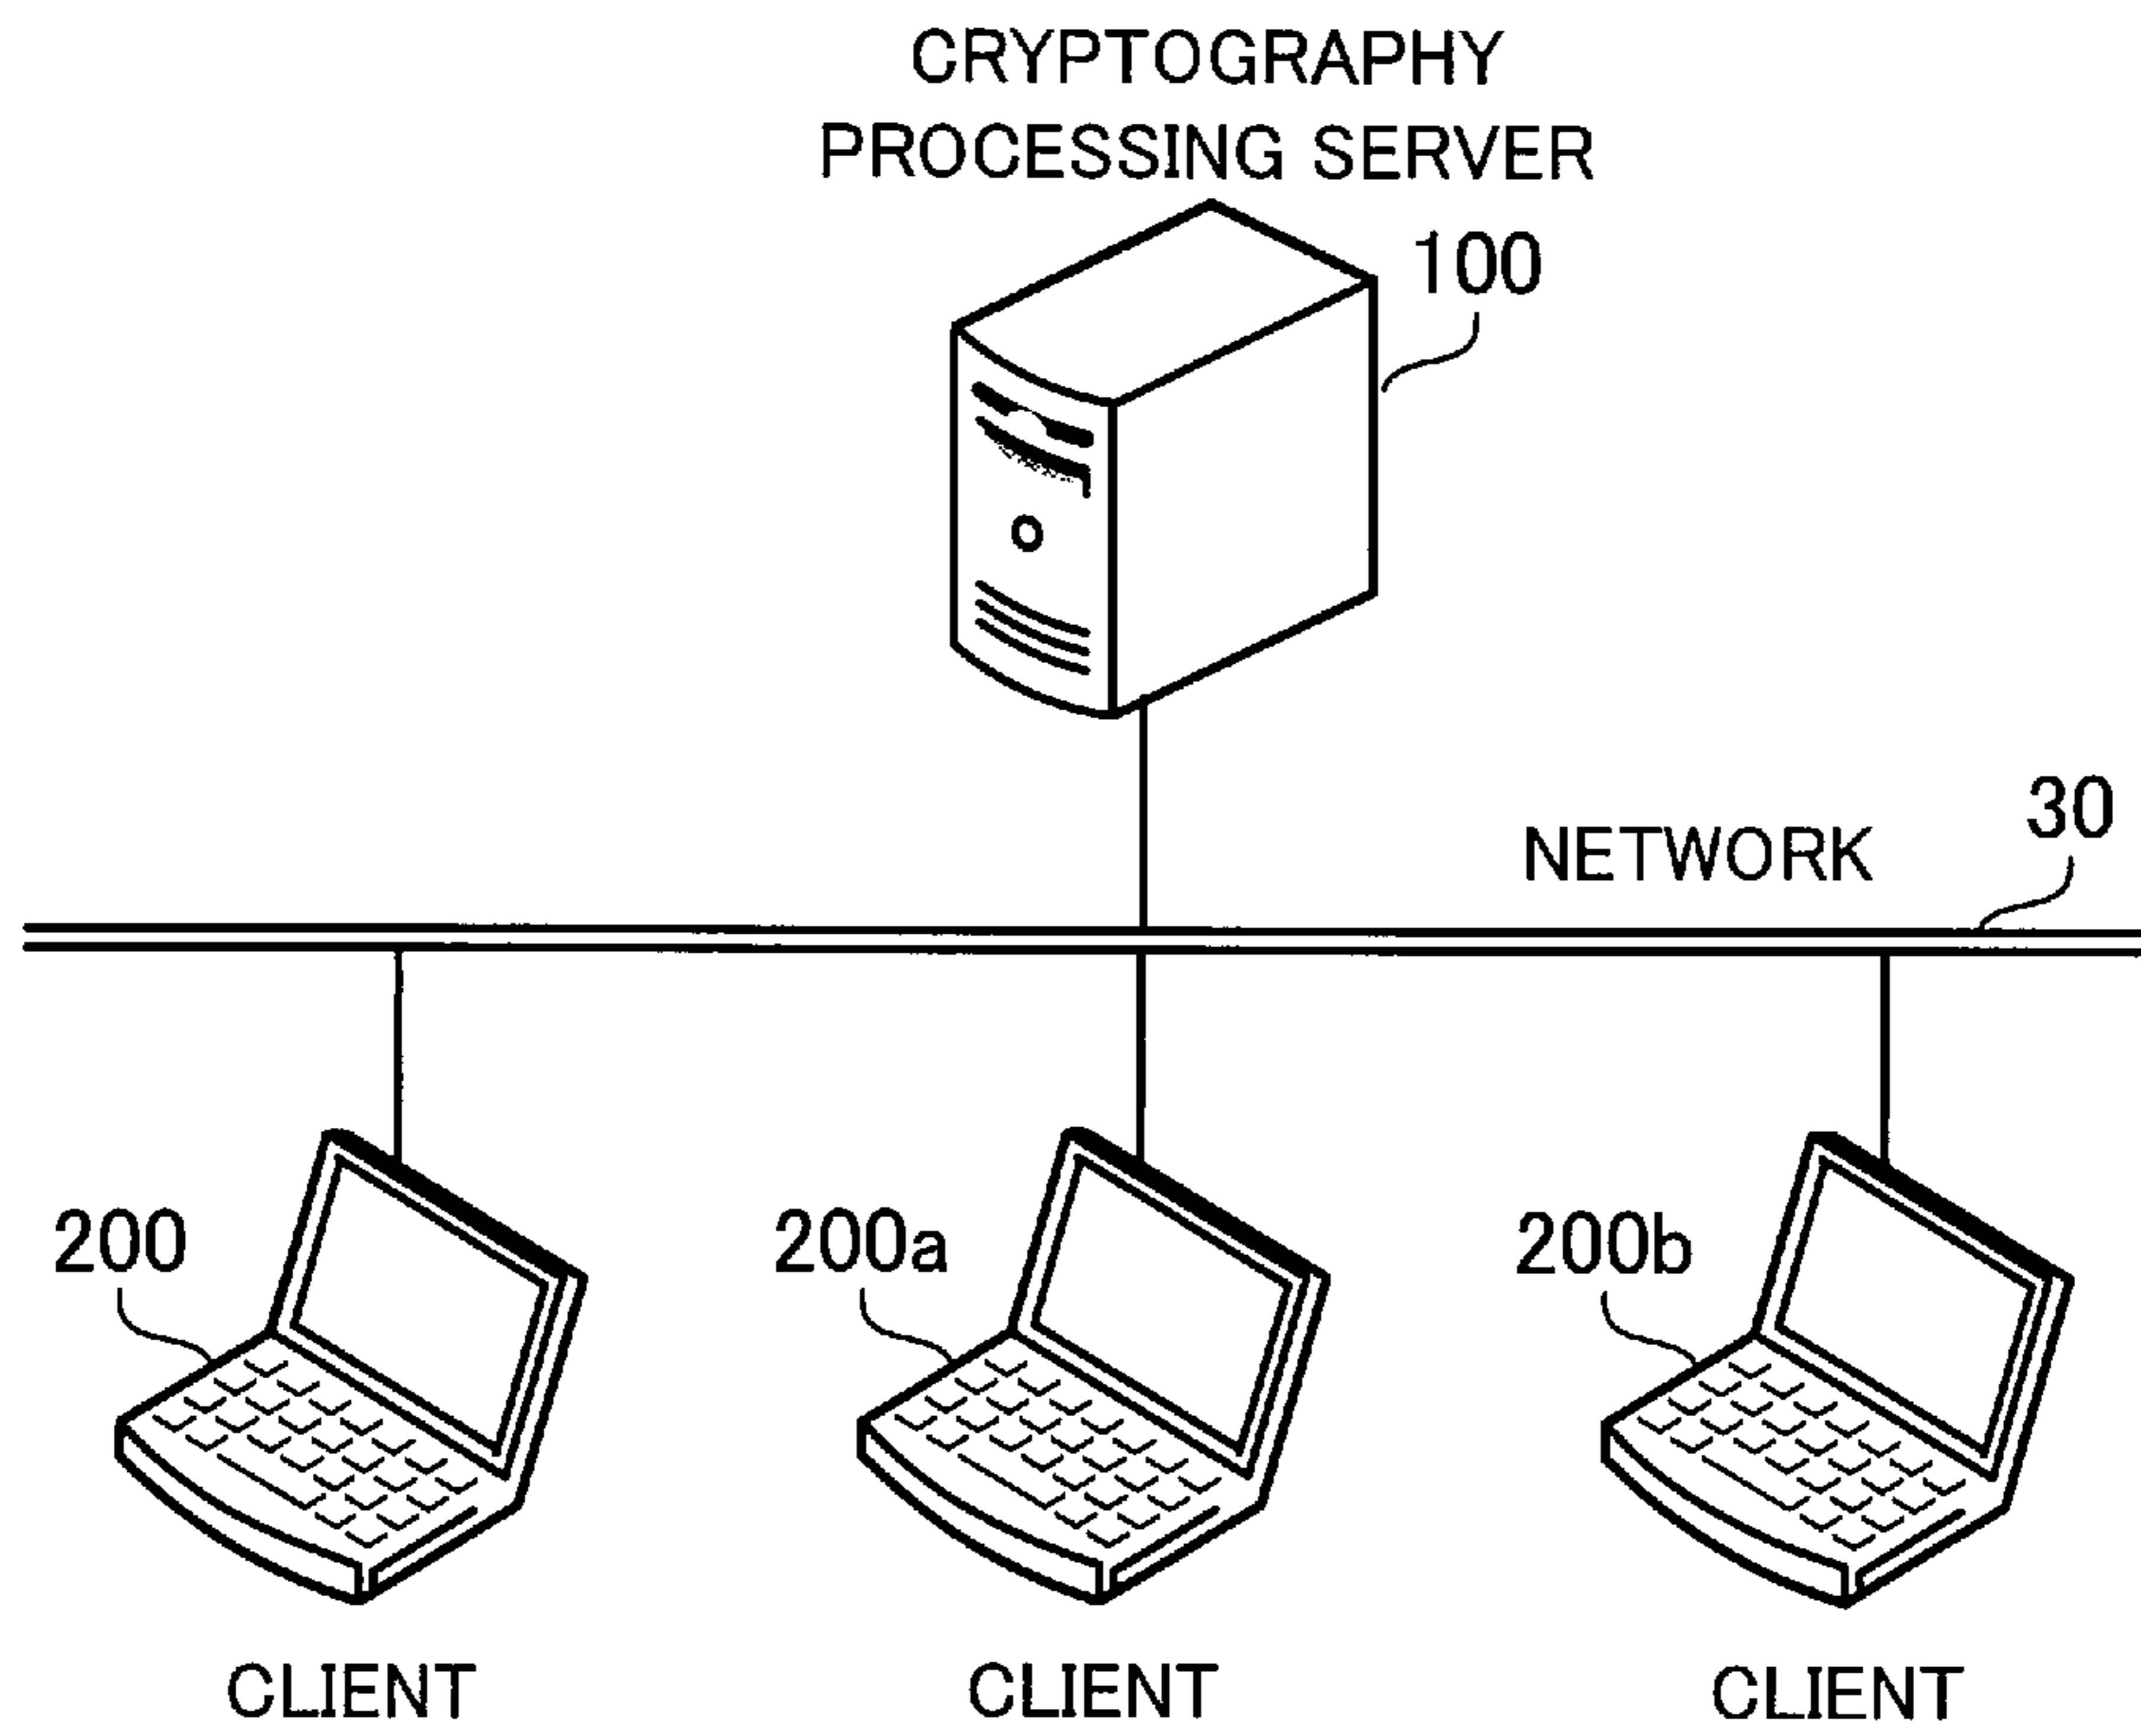 CRYPTOGRAPHY
PROCESSING SERVER
100
30
NETWORK
200
200a
200b
CLIENT
CLIENT
CLIENT